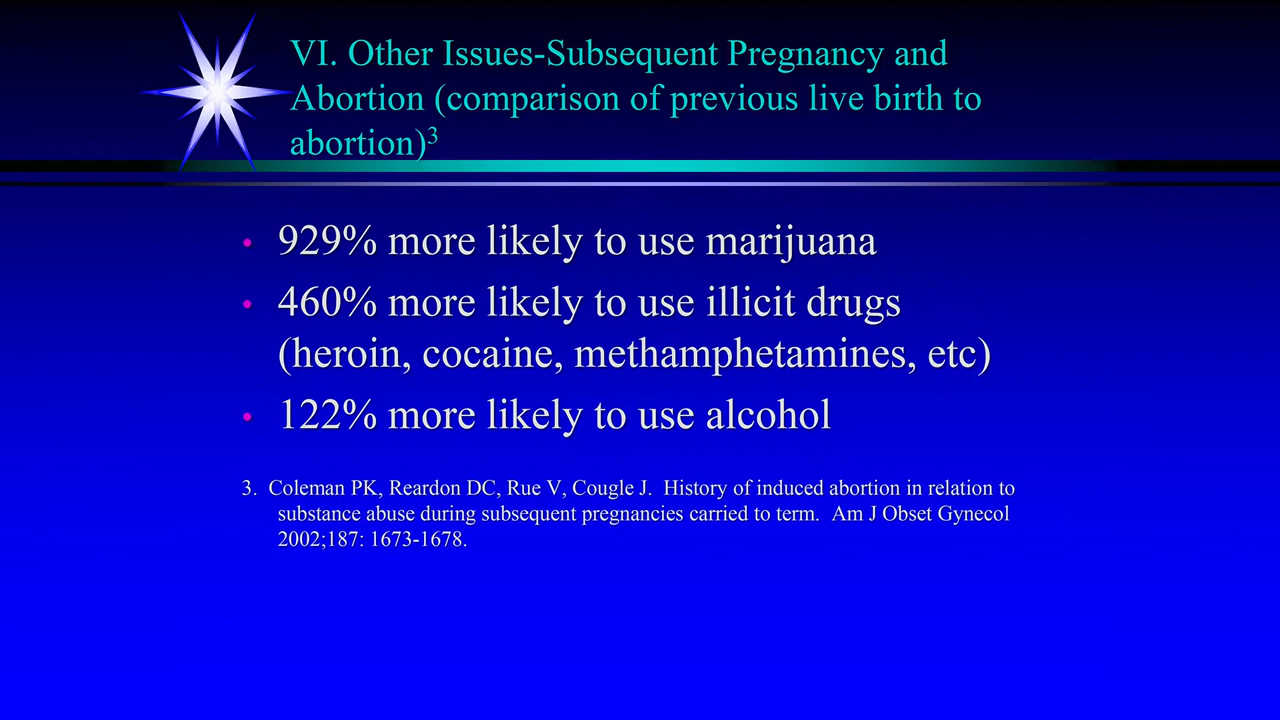 VI. Other Issues-Subsequent Pregnancy and
Abortion (comparison of previous live birth to
abortion)³
• 929% more likely to use marijuana
• 460% more likely to use illicit drugs
(heroin, cocaine, methamphetamines, etc)
• 122% more likely to use alcohol
3. Coleman PK, Reardon DC, Rue V, Cougle J. History of induced abortion in relation to
substance abuse during subsequent pregnancies carried to term. Am J Obset Gynecol
2002;187: 1673-1678.